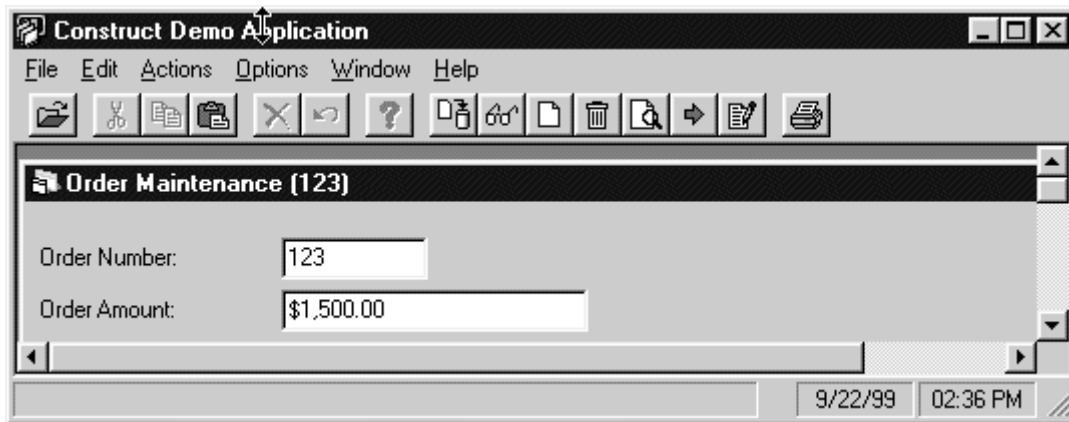 Construct Demo Application
File Edit Actions Options Window Help
Order Maintenance (123)
Order Number: 123
Order Amount: $1,500.00
9/22/99 02:36 PM